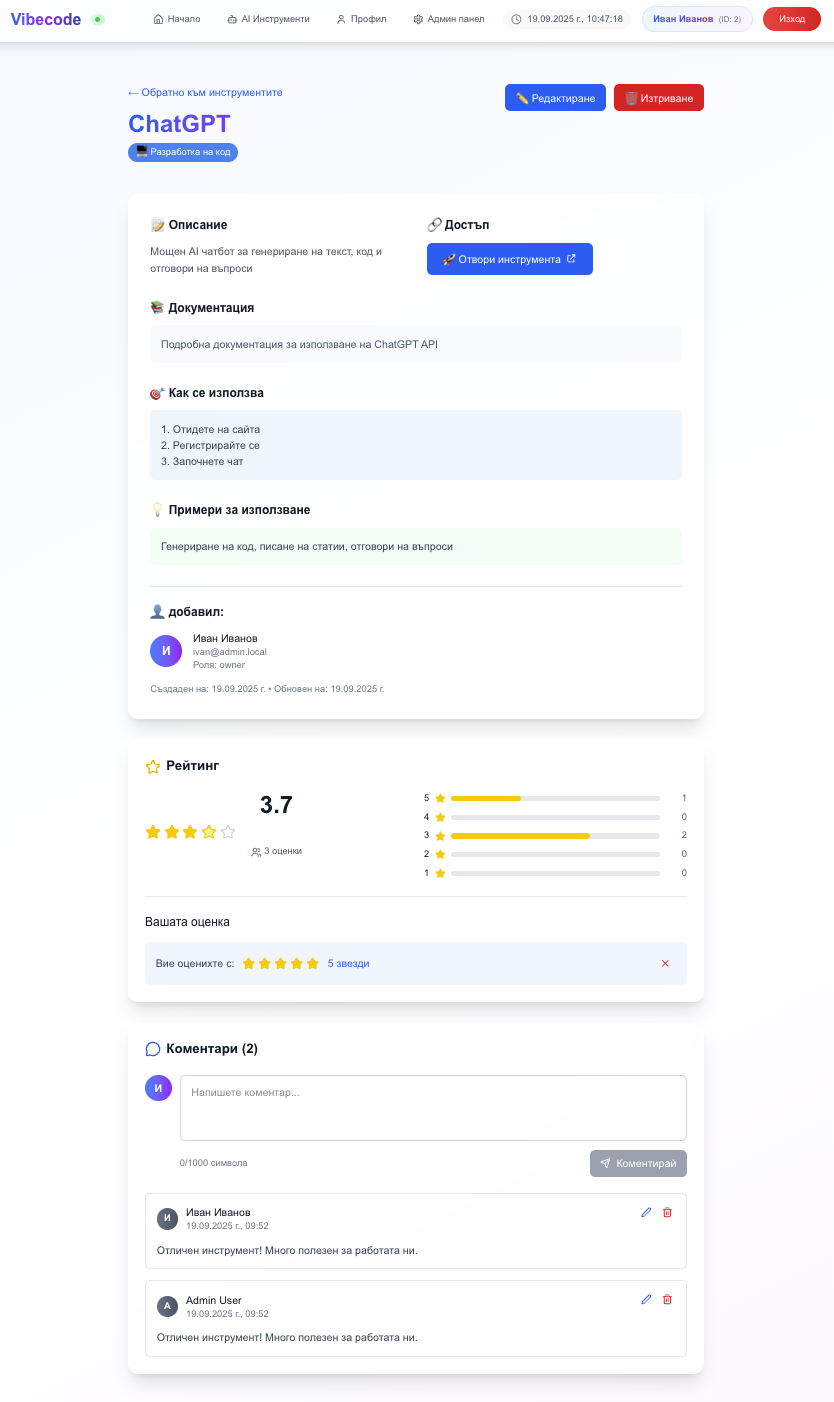 Vibecode
Начало
AI Инструменти
Профил
Админ панел
19.09.2025 г., 10:47:18
Иван Иванов (ID: 2)
Изход
← Обратно към инструментите
Редактиране
Изтриване
ChatGPT
Разработка на код
Описание
Мощен AI чатбот за генериране на текст, код и
отговори на въпроси
Достъп
Отвори инструмента
Документация
Подробна документация за използване на ChatGPT API
Как се използва
1. Отидете на сайта
2. Регистрирайте се
3. Започнете чат
Примери за използване
Генериране на код, писане на статии, отговори на въпроси
добавил:
И
Иван Иванов
ivan@admin.local
Роля: owner
Създаден на: 19.09.2025 г. • Обновен на: 19.09.2025 г.
Рейтинг
3.7
3 оценки
5 1
4 0
3 2
2 0
1 0
Вашата оценка
Вие оценихте с: 5 звезди
Коментари (2)
И
Напишете коментар...
0/1000 символа
Коментирай
И
Иван Иванов
19.09.2025 г., 09:52
Отличен инструмент! Много полезен за работата ни.
A
Admin User
19.09.2025 г., 09:52
Отличен инструмент! Много полезен за работата ни.